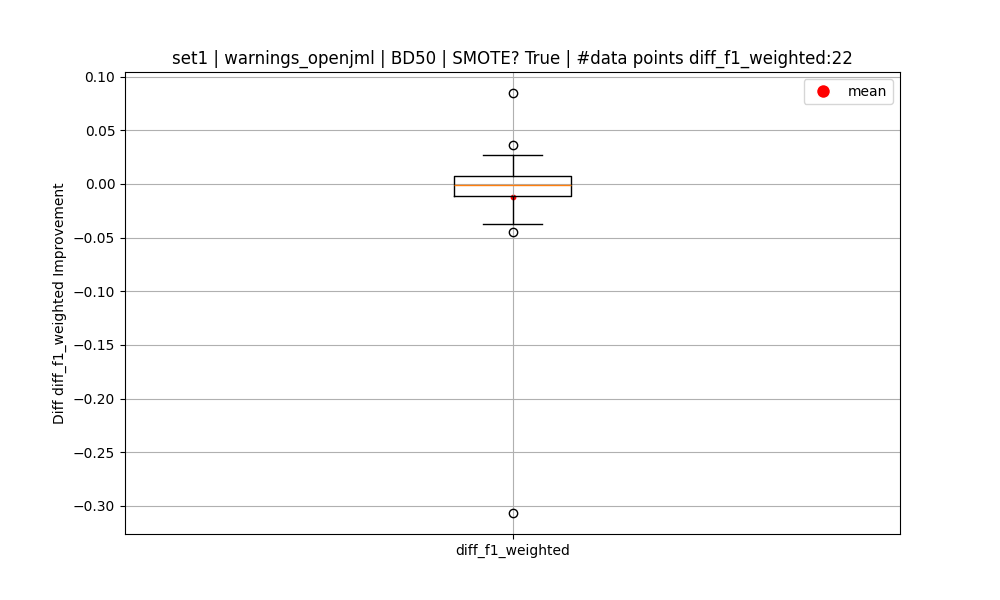 set1 | warnings_openjml | BD50 | SMOTE? True | #data points diff_f1_weighted:22
mean
0.10
0.05
0.00
−0.05
−0.10
−0.15
−0.20
−0.25
−0.30
Diff diff_f1_weighted Improvement
diff_f1_weighted